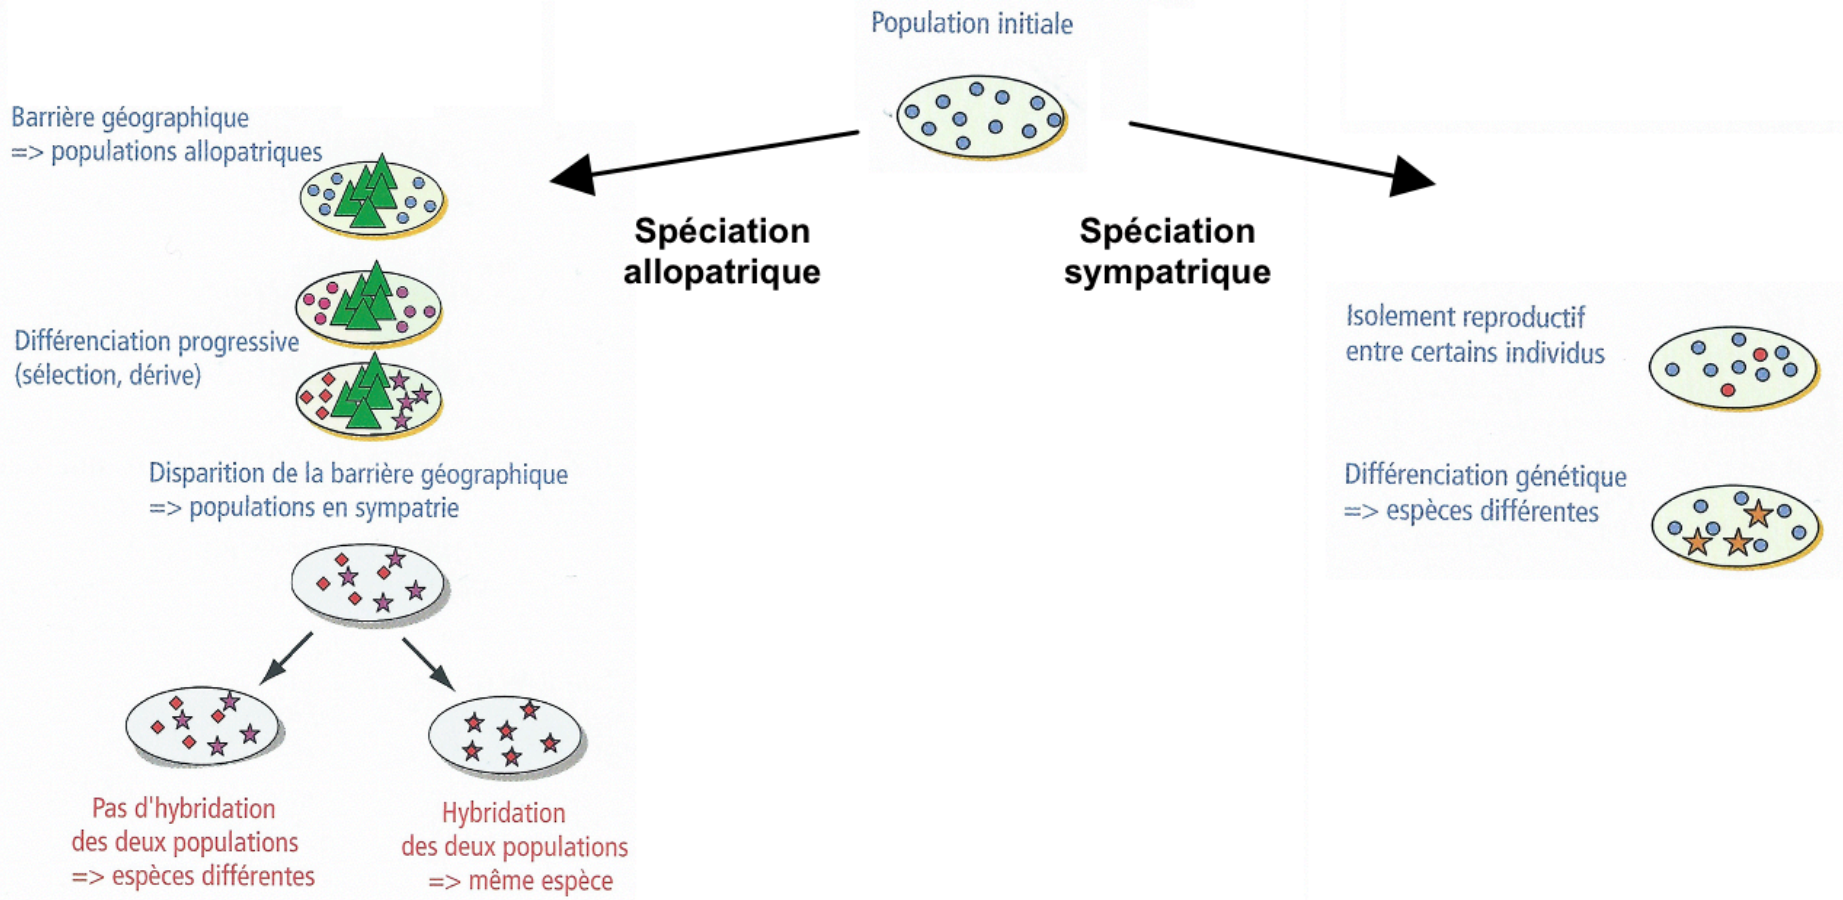 Population initiale
Barrière géographique
=> populations allopatriques
Spéciation
allopatrique
Spéciation
sympatrique
Différenciation progressive
(sélection, dérive)
Disparition de la barrière géographique
=> populations en sympatrie
Pas d'hybridation
des deux populations
=> espèces différentes
Hybridation
des deux populations
=> même espèce
Isolement reproductif
entre certains individus
Différenciation génétique
=> espèces différentes